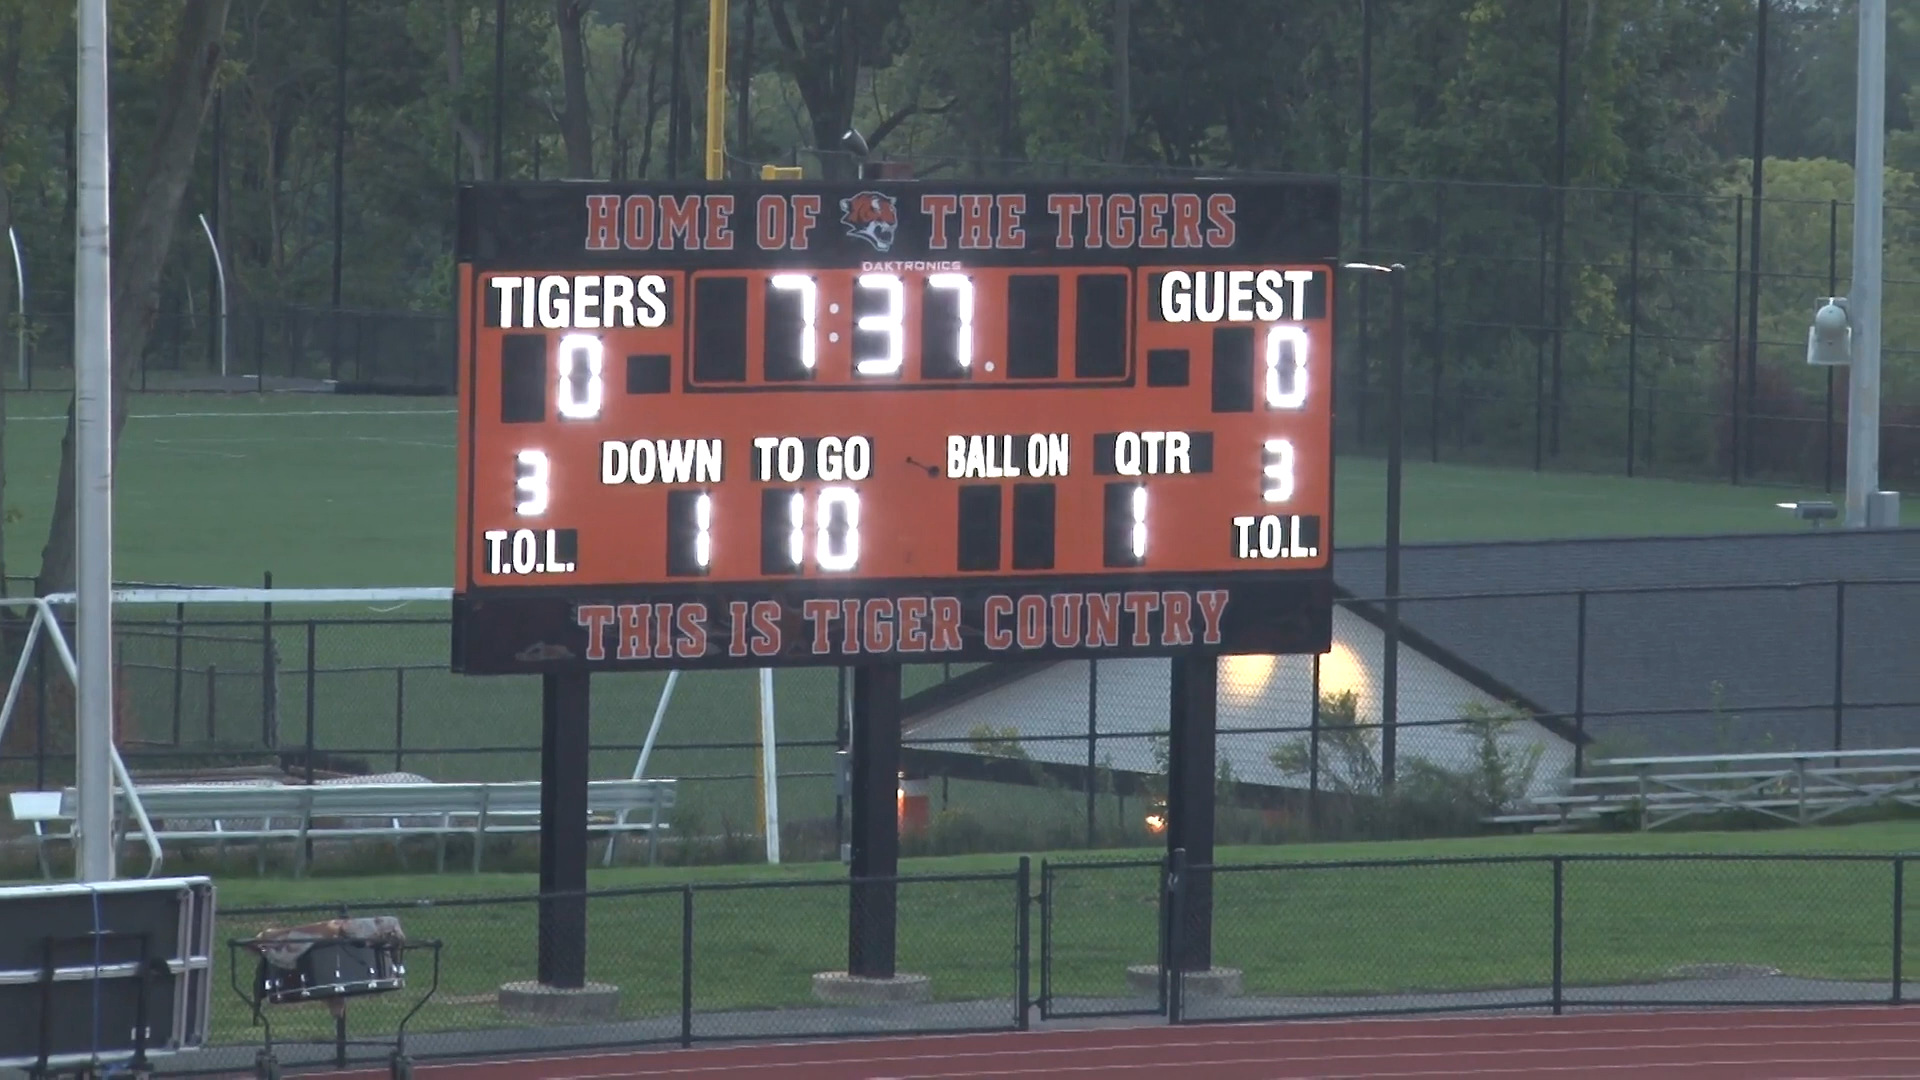 HOME OF THE TIGERS
DAKTRONICS
TIGERS 7:37 GUEST
0 0
DOWN TO GO BALL ON QTR
3 1 10 1 3
T.O.L. T.O.L.
THIS IS TIGER COUNTRY